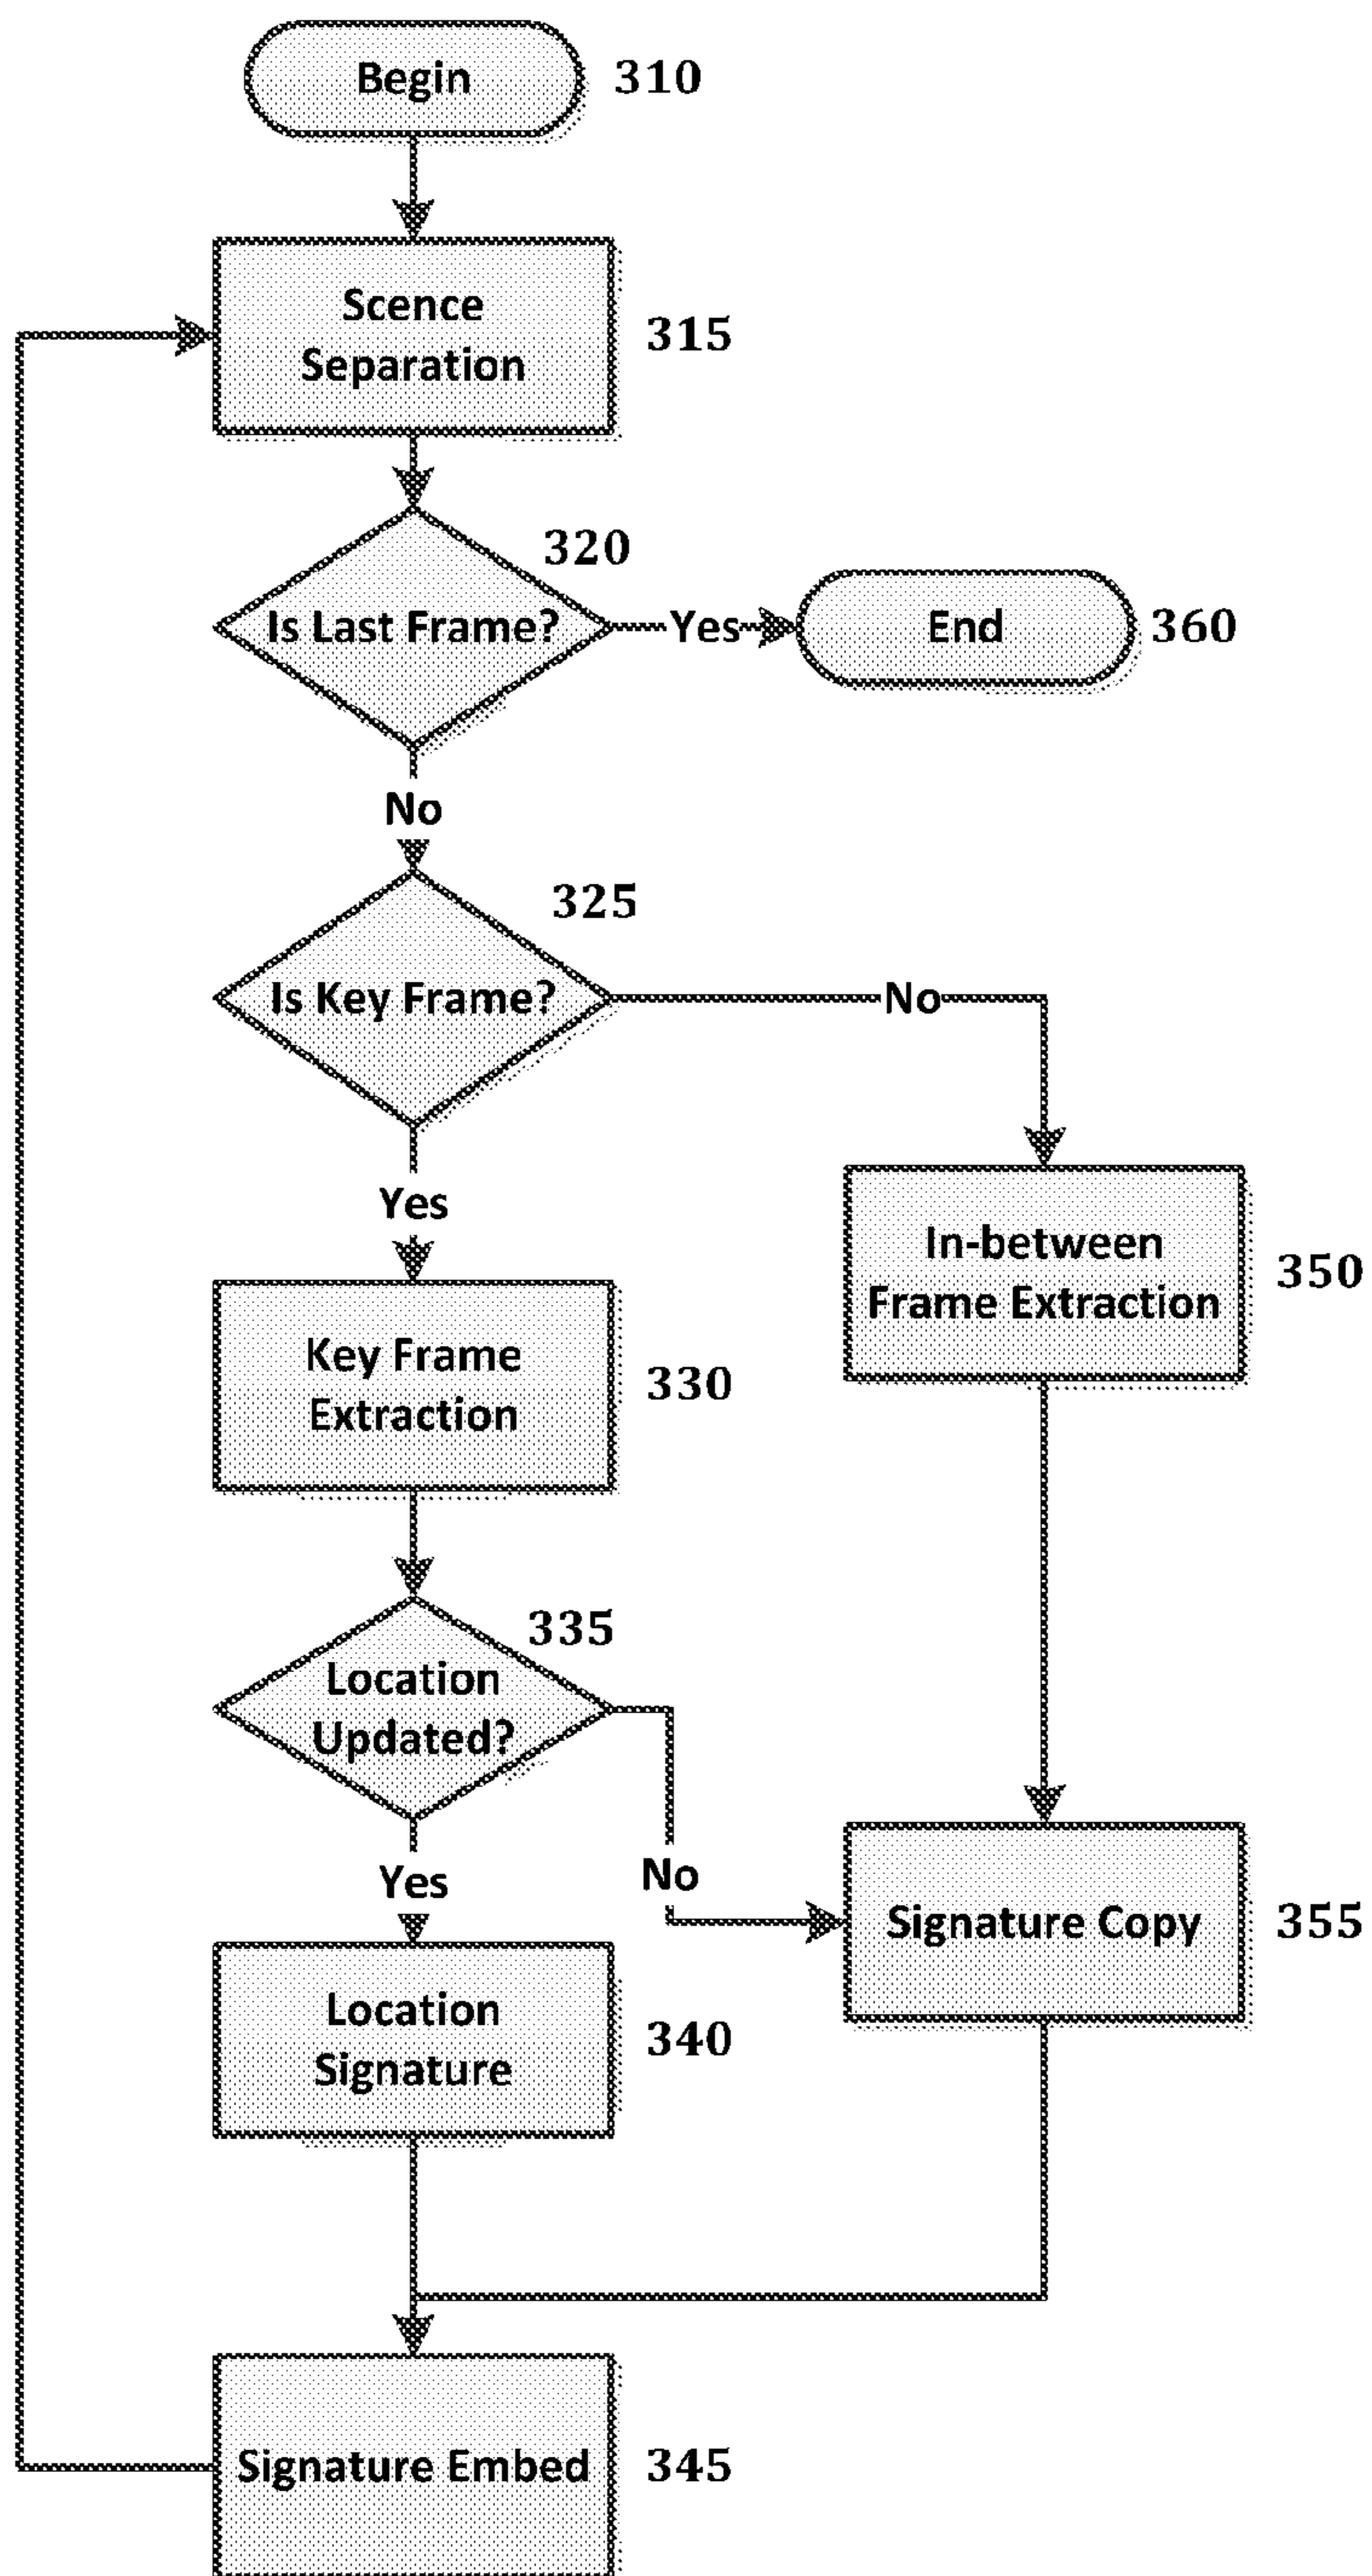 Begin
310
Scence
Separation
315
320
Is Last Frame?
Yes
End
360
No
325
Is Key Frame?
No
Yes
In-between
Frame Extraction
350
Key Frame
Extraction
330
335
Location
Updated?
Yes
No
Signature Copy
355
Location
Signature
340
Signature Embed
345